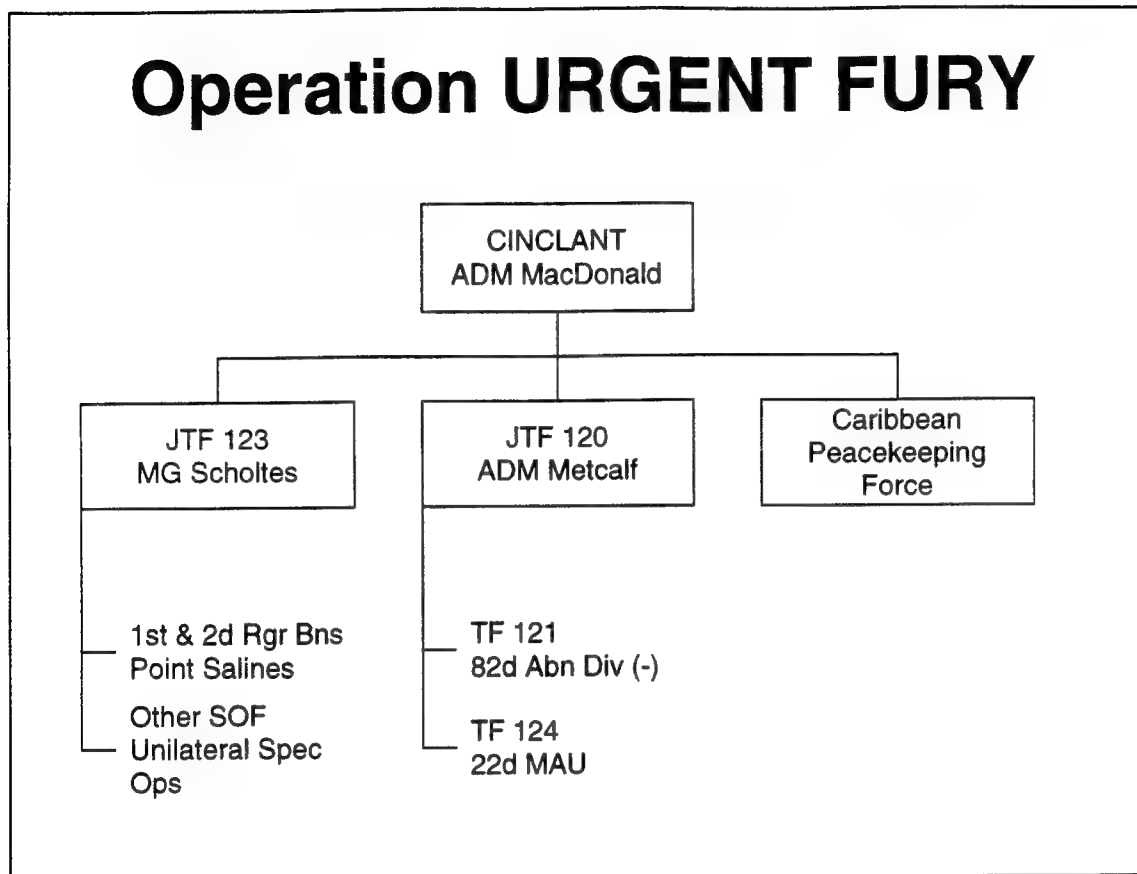 Operation URGENT FURY
CINCLANT
ADM MacDonald
JTF 123
MG Scholtes
JTF 120
ADM Metcalf
Caribbean
Peacekeeping
Force
1st & 2d Rgr Bns
Point Salines
Other SOF
Unilateral Spec
Ops
TF 121
82d Abn Div (-)
TF 124
22d MAU